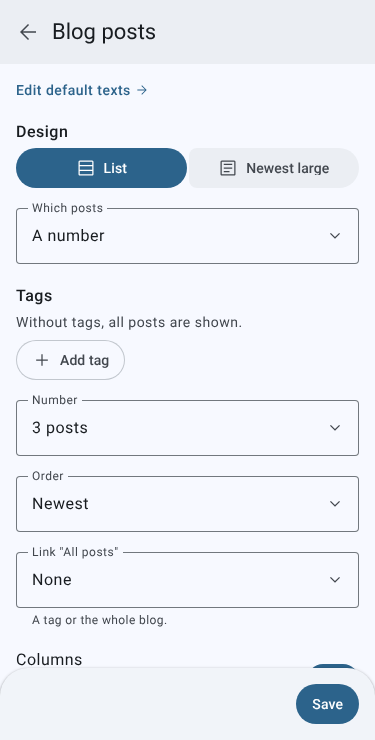 Blog posts
Edit default texts →
Design
List
Newest large
Which posts
A number
Tags
Without tags, all posts are shown.
+ Add tag
Number
3 posts
Order
Newest
Link "All posts"
None
A tag or the whole blog.
Columns
Save